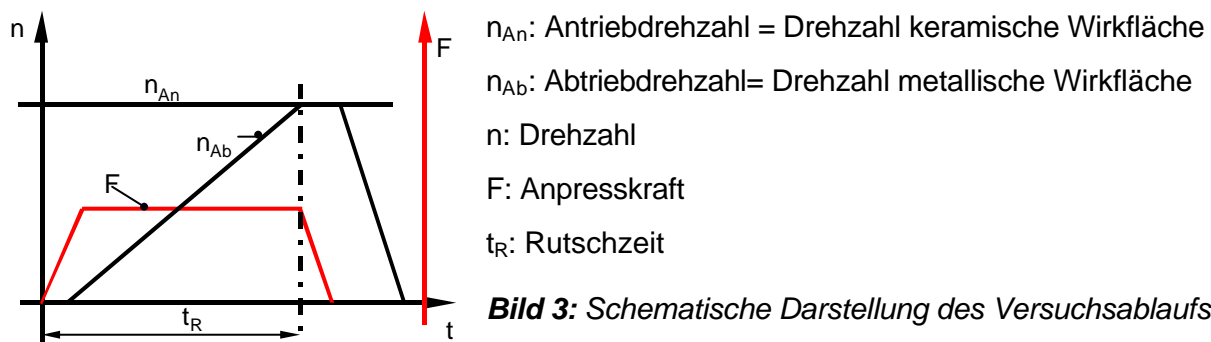 n
F
n_An
n_Ab
F
t_R
t
n_An: Antriebdrehzahl = Drehzahl keramische Wirkfläche
n_Ab: Abtriebdrehzahl= Drehzahl metallische Wirkfläche
n: Drehzahl
F: Anpresskraft
t_R: Rutschzeit
Bild 3: Schematische Darstellung des Versuchsablaufs